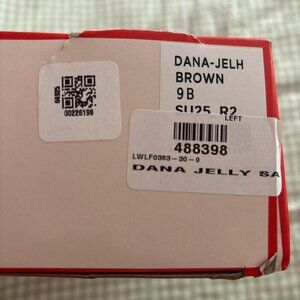 DANA-JELH
BROWN
9B
SU25 R2
LEFT
488398
LWLF0383-30-9
DANA JELLY SA
00226198